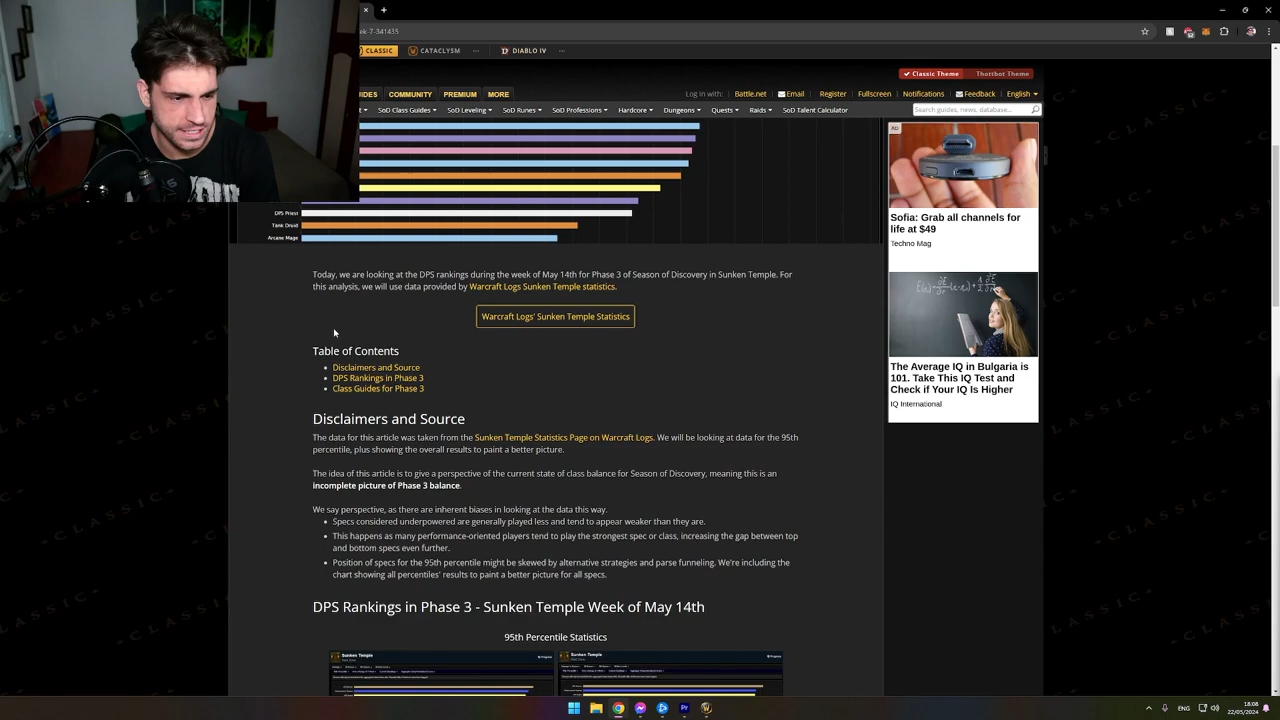 ek-7-341435
CLASSIC
CATACLYSM
DIABLO IV
Classic Theme
Thottbot Theme
IDES
COMMUNITY
PREMIUM
MORE
Log in with:
Battle.net
Email
Register
Fullscreen
Notifications
Feedback
English
SoD Class Guides
SoD Leveling
SoD Runes
SoD Professions
Hardcore
Dungeons
Quests
Raids
SoD Talent Calculator
Search guides, news, database...
DPS Priest
Tank Druid
Arcane Mage
AD
Sofia: Grab all channels for
life at $49
Techno Mag
The Average IQ in Bulgaria is
101. Take This IQ Test and
Check if Your IQ Is Higher
IQ International
Today, we are looking at the DPS rankings during the week of May 14th for Phase 3 of Season of Discovery in Sunken Temple. For
this analysis, we will use data provided by Warcraft Logs Sunken Temple statistics.
Warcraft Logs' Sunken Temple Statistics
Table of Contents
Disclaimers and Source
DPS Rankings in Phase 3
Class Guides for Phase 3
Disclaimers and Source
The data for this article was taken from the Sunken Temple Statistics Page on Warcraft Logs. We will be looking at data for the 95th
percentile, plus showing the overall results to paint a better picture.
The idea of this article is to give a perspective of the current state of class balance for Season of Discovery, meaning this is an
incomplete picture of Phase 3 balance.
We say perspective, as there are inherent biases in looking at the data this way.
Specs considered underpowered are generally played less and tend to appear weaker than they are.
This happens as many performance-oriented players tend to play the strongest spec or class, increasing the gap between top
and bottom specs even further.
Position of specs for the 95th percentile might be skewed by alternative strategies and parse funneling. We're including the
chart showing all percentiles' results to paint a better picture for all specs.
DPS Rankings in Phase 3 - Sunken Temple Week of May 14th
95th Percentile Statistics
Sunken Temple
Sunken Temple
ENG
18:08
22/05/2024